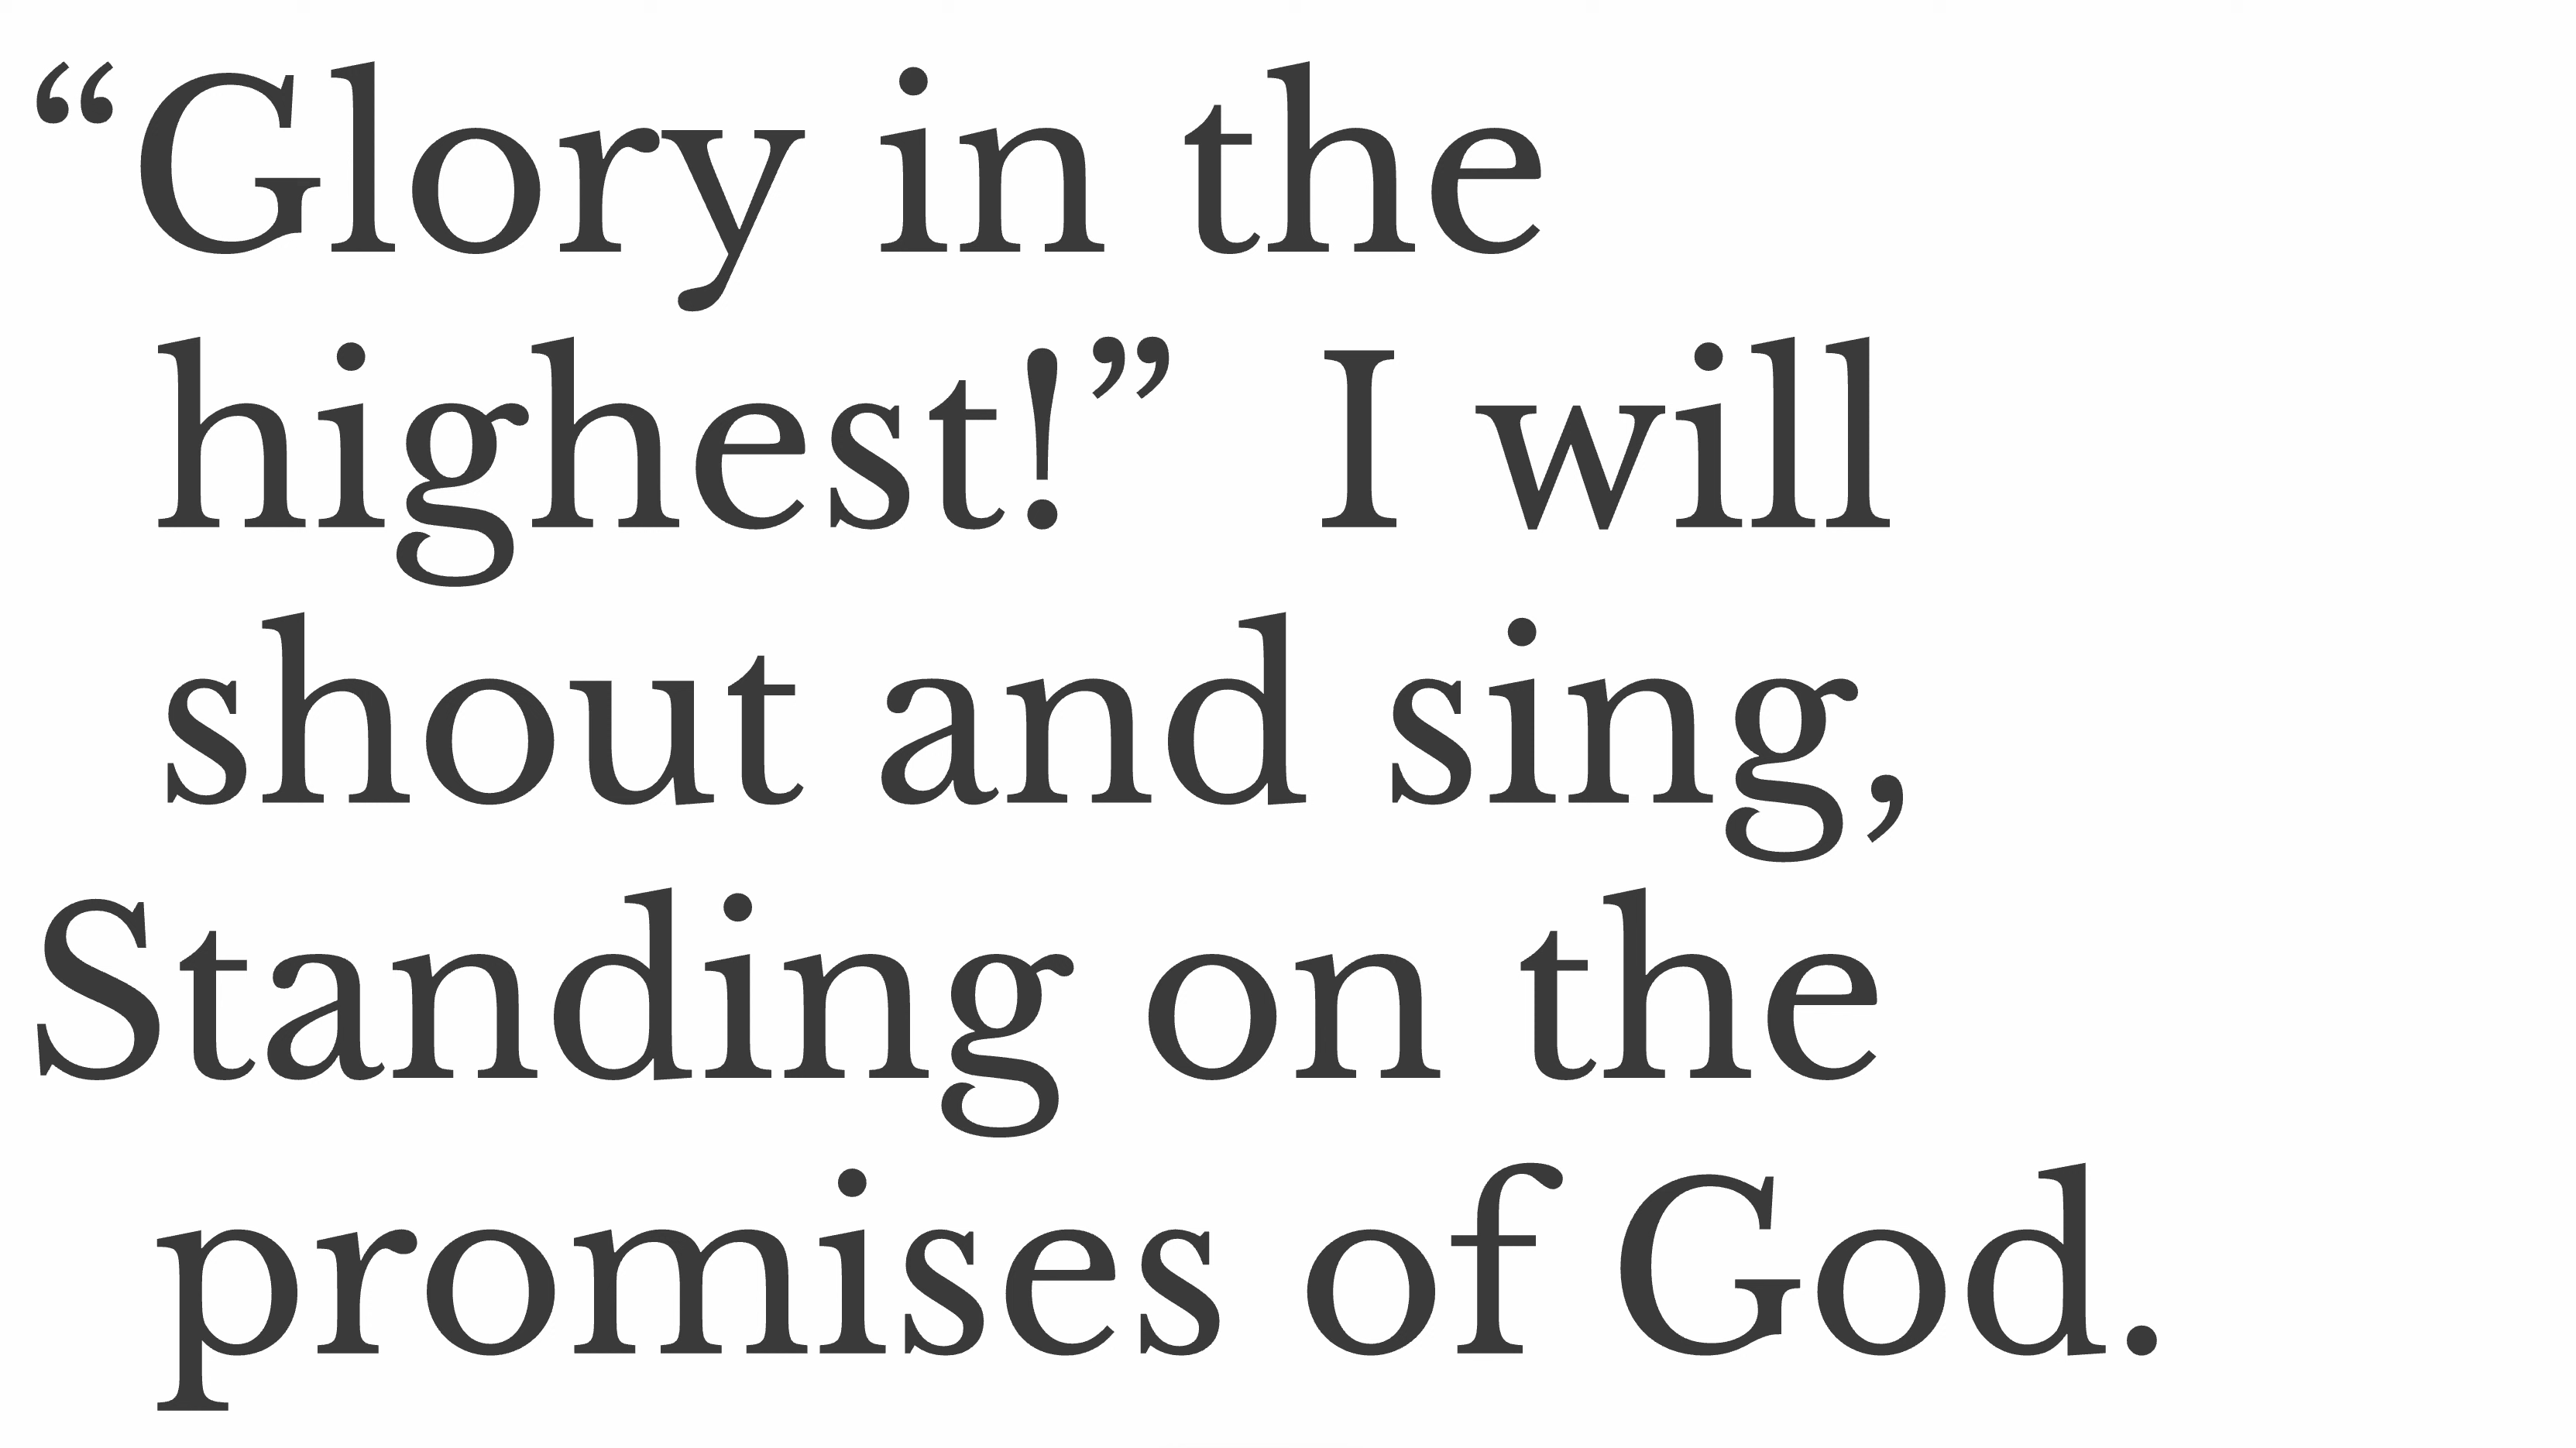 “Glory in the
highest!”  I will
shout and sing,
Standing on the
promises of God.